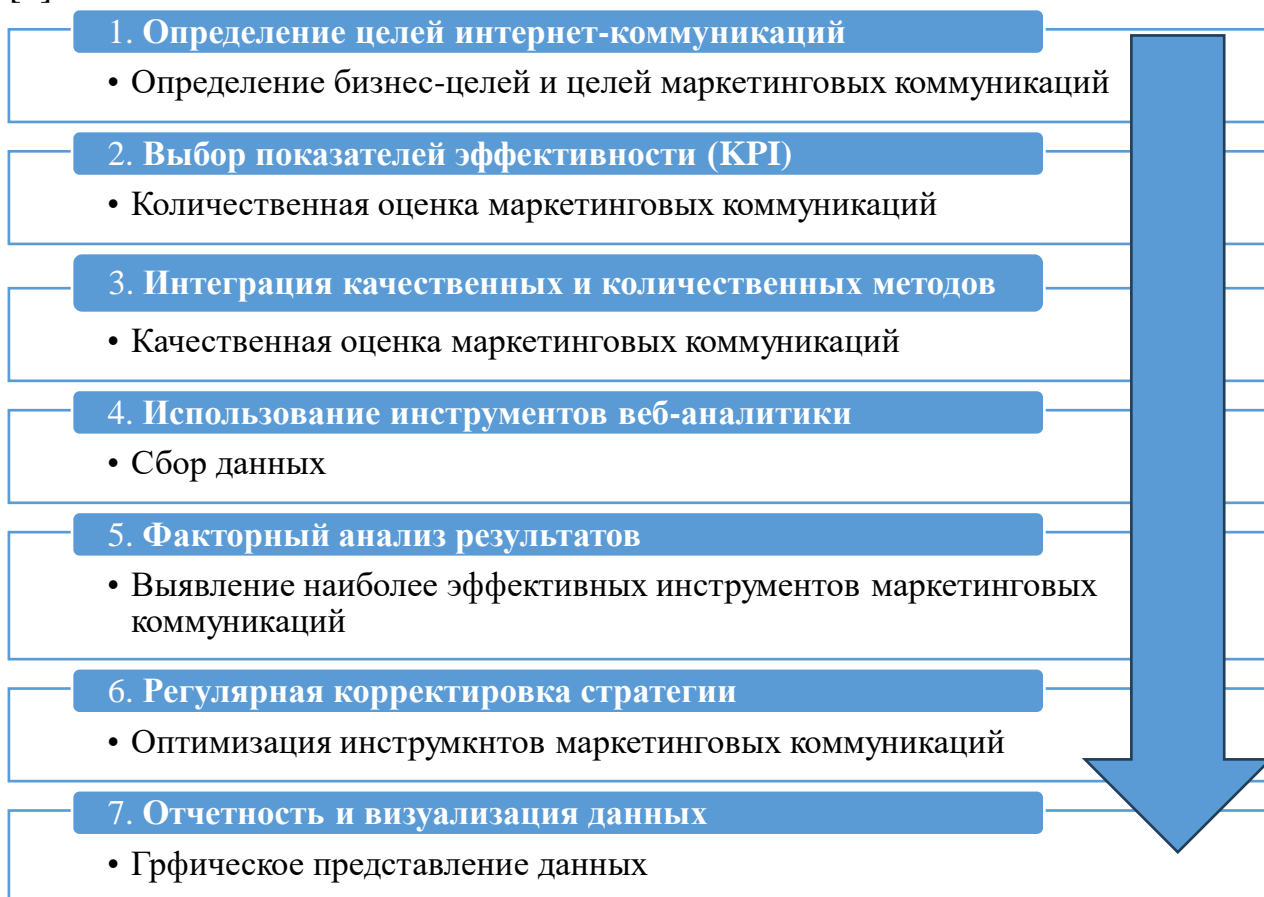 1. Определение целей интернет-коммуникаций
• Определение бизнес-целей и целей маркетинговых коммуникаций
2. Выбор показателей эффективности (KPI)
• Количественная оценка маркетинговых коммуникаций
3. Интеграция качественных и количественных методов
• Качественная оценка маркетинговых коммуникаций
4. Использование инструментов веб-аналитики
• Сбор данных
5. Факторный анализ результатов
• Выявление наиболее эффективных инструментов маркетинговых
коммуникаций
6. Регулярная корректировка стратегии
• Оптимизация инструмкнтов маркетинговых коммуникаций
7. Отчетность и визуализация данных
• Грфическое представление данных